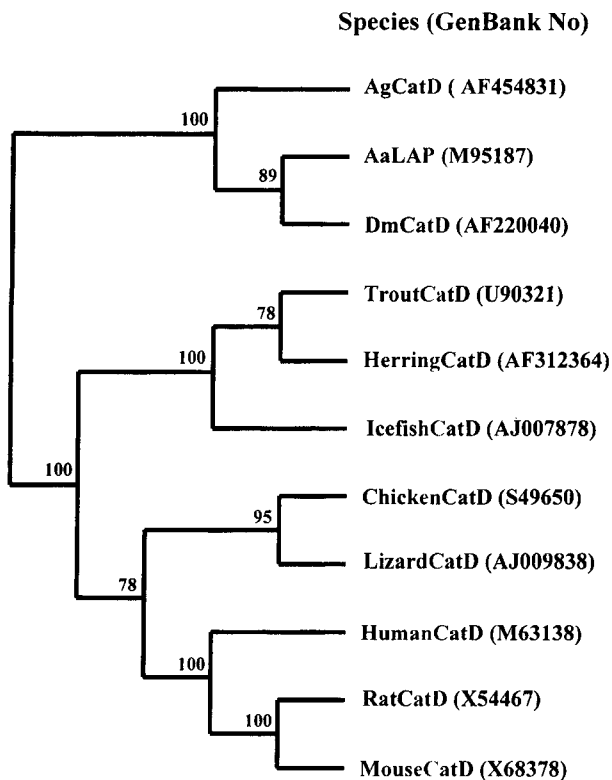 Species (GenBank No)
AgCatD ( AF454831)
100
AaLAP (M95187)
89
DmCatD (AF220040)
TroutCatD (U90321)
78
HerringCatD (AF312364)
100
IcefishCatD (AJ007878)
100
ChickenCatD (S49650)
95
LizardCatD (AJ009838)
78
HumanCatD (M63138)
100
RatCatD (X54467)
100
MouseCatD (X68378)